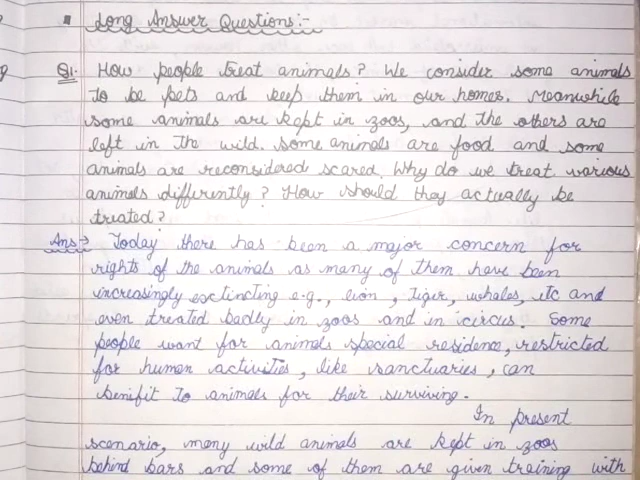 Long Answer Questions:-
Q1. How people treat animals? We consider some animals
to be pets and keep them in our homes. Meanwhile
some animals are kept in zoos, and the others are
left in the wild. Some animals are food and some
animals are reconsidered scared. Why do we treat various
animals differently? How should they actually be
treated?
Ans:- Today there has been a major concern for
rights of the animals as many of them have been
increasingly extincting e.g., lion, Tiger, whales, etc and
even treated badly in zoos and in circus. Some
people want for animals special residence, restricted
for human activities, like sanctuaries, can
benifit to animals for their surviving.
In present
scenario, many wild animals are kept in zoos
behind bars and some of them are given training with